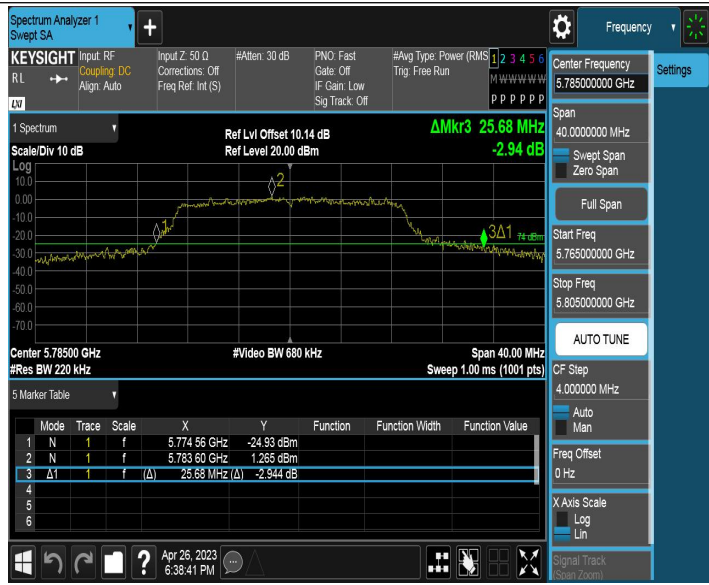 Spectrum Analyzer 1
Swept SA
Frequency
KEYSIGHT
Input: RF
Input Z: 50 Ω
#Atten: 30 dB
PNO: Fast
#Avg Type: Power (RMS
1 2 3 4 5 6
RL
Coupling: DC
Corrections: Off
Gate: Off
Trig: Free Run
M W W W W W
Align: Auto
Freq Ref: Int (S)
IF Gain: Low
LXI
Sig Track: Off
P P P P P P
1 Spectrum
Ref Lvl Offset 10.14 dB
ΔMkr3 25.68 MHz
Scale/Div 10 dB
Ref Level 20.00 dBm
-2.94 dB
Log
10.0
0.00
-10.0
-20.0
-30.0
-40.0
-50.0
-60.0
-70.0
1
2
3Δ1
74 dBm
Center 5.78500 GHz
#Video BW 680 kHz
Span 40.00 MHz
#Res BW 220 kHz
Sweep 1.00 ms (1001 pts)
5 Marker Table
Mode Trace Scale X Y Function Function Width Function Value
1 N 1 f 5.774 56 GHz -24.93 dBm
2 N 1 f 5.783 60 GHz 1.265 dBm
3 Δ1 1 f (Δ) 25.68 MHz (Δ) -2.944 dB
4
5
6
Center Frequency
5.785000000 GHz
Settings
Span
40.0000000 MHz
Swept Span
Zero Span
Full Span
Start Freq
5.765000000 GHz
Stop Freq
5.805000000 GHz
AUTO TUNE
CF Step
4.000000 MHz
Auto
Man
Freq Offset
0 Hz
X Axis Scale
Log
Lin
Signal Track
(Span Zoom)
?
Apr 26, 2023
6:38:41 PM